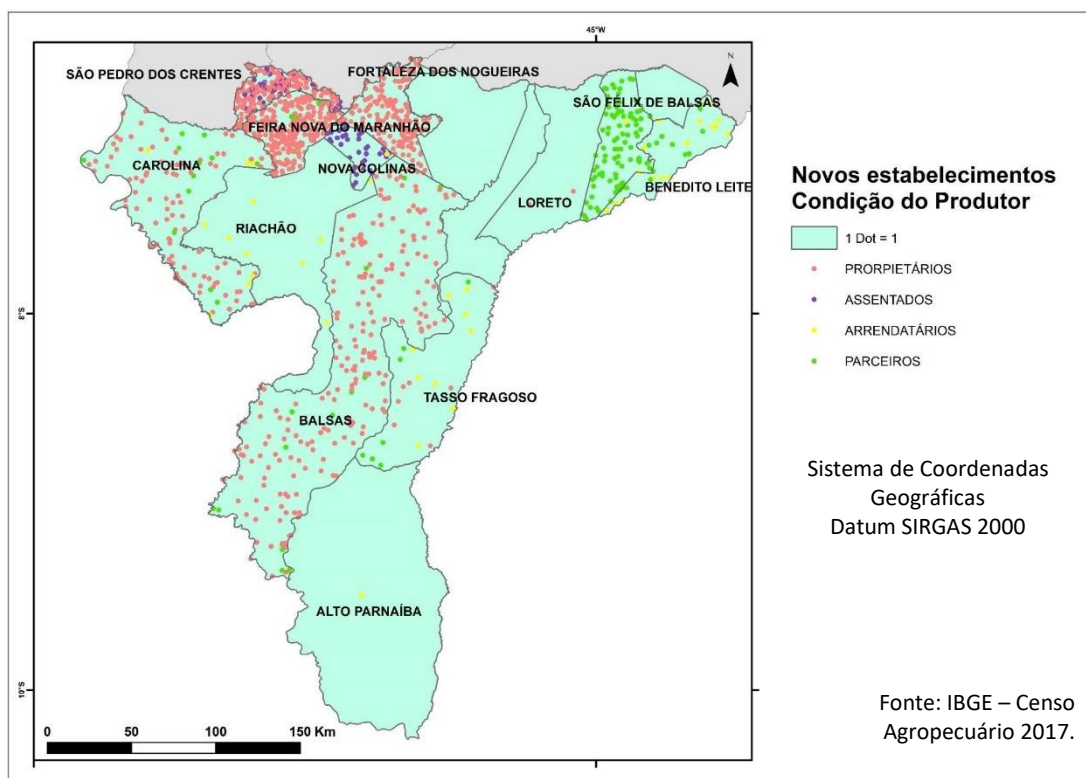 45°W
N
SÃO PEDRO DOS CRENTES
FORTALEZA DOS NOGUEIRAS
SÃO FÉLIX DE BALSAS
FEIRA NOVA DO MARANHÃO
CAROLINA
NOVA COLINAS
BENEDITO LEITE
LORETO
RIACHÃO
8°S
TASSO FRAGOSO
BALSAS
ALTO PARNAÍBA
10°S
0 50 100 150 Km
Novos estabelecimentos
Condição do Produtor
1 Dot = 1
PRORPIETÁRIOS
ASSENTADOS
ARRENDATÁRIOS
PARCEIROS
Sistema de Coordenadas
Geográficas
Datum SIRGAS 2000
Fonte: IBGE – Censo
Agropecuário 2017.